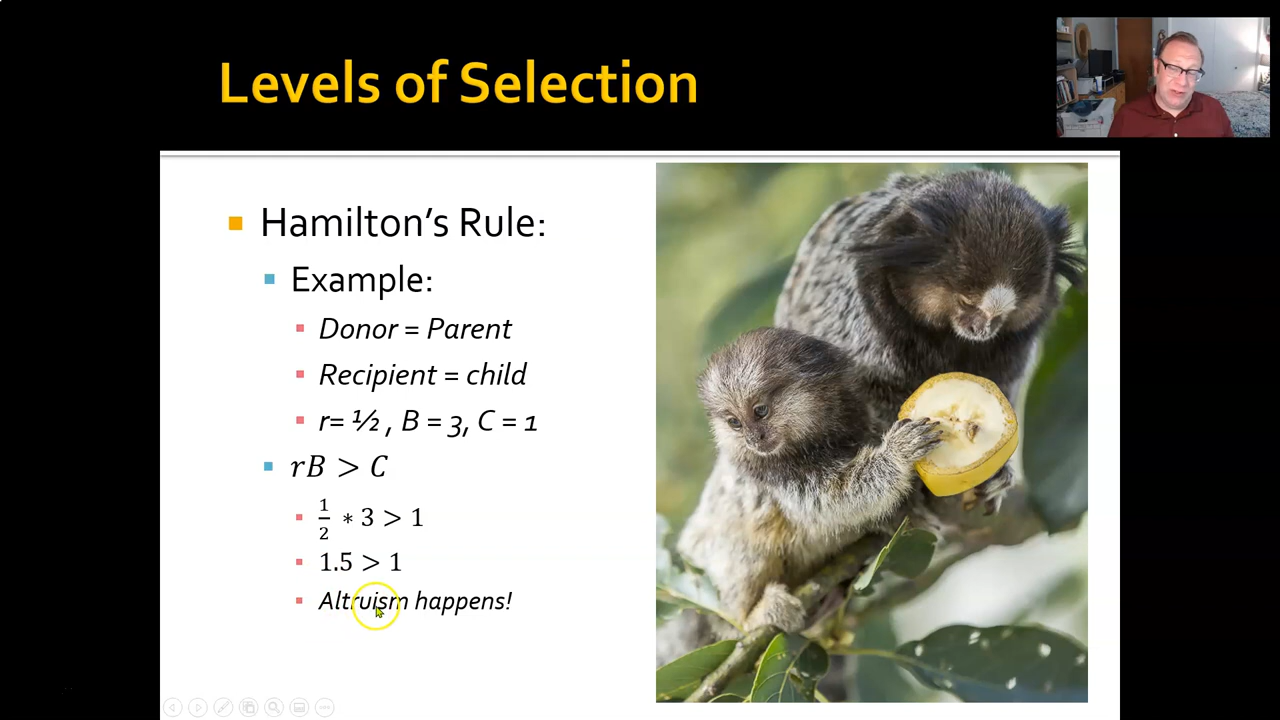 Levels of Selection
Hamilton's Rule:
Example:
Donor = Parent
Recipient = child
r= ½ , B = 3, C = 1
rB > C
1/2 * 3 > 1
1.5 > 1
Altruism happens!